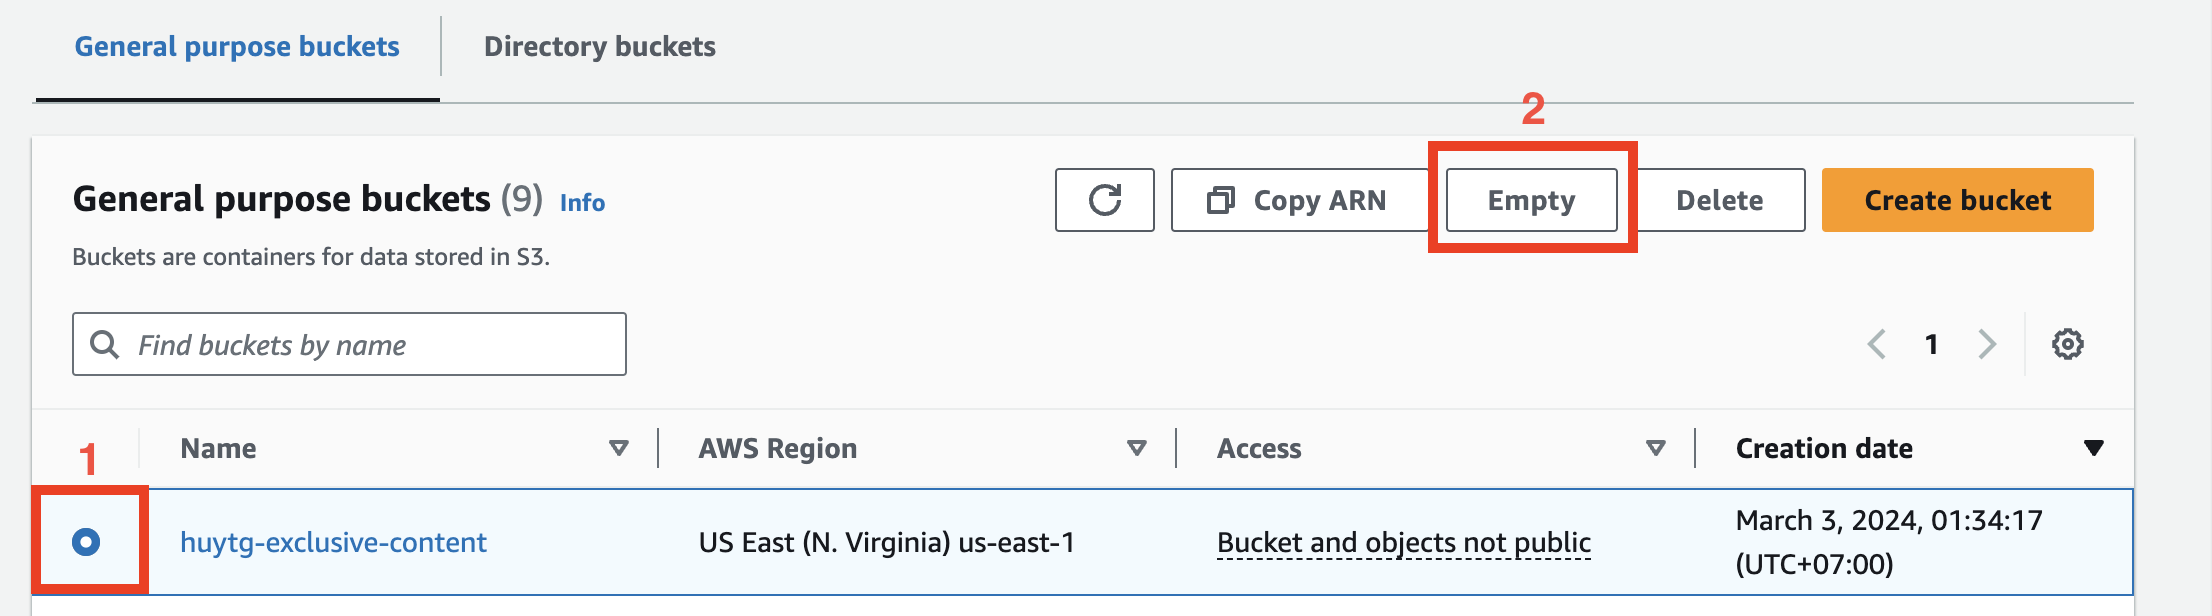 General purpose buckets
Directory buckets
2
General purpose buckets (9) Info
Copy ARN
Empty
Delete
Create bucket
Buckets are containers for data stored in S3.
Find buckets by name
1
1
Name
AWS Region
Access
Creation date
huytg-exclusive-content
US East (N. Virginia) us-east-1
Bucket and objects not public
March 3, 2024, 01:34:17
(UTC+07:00)